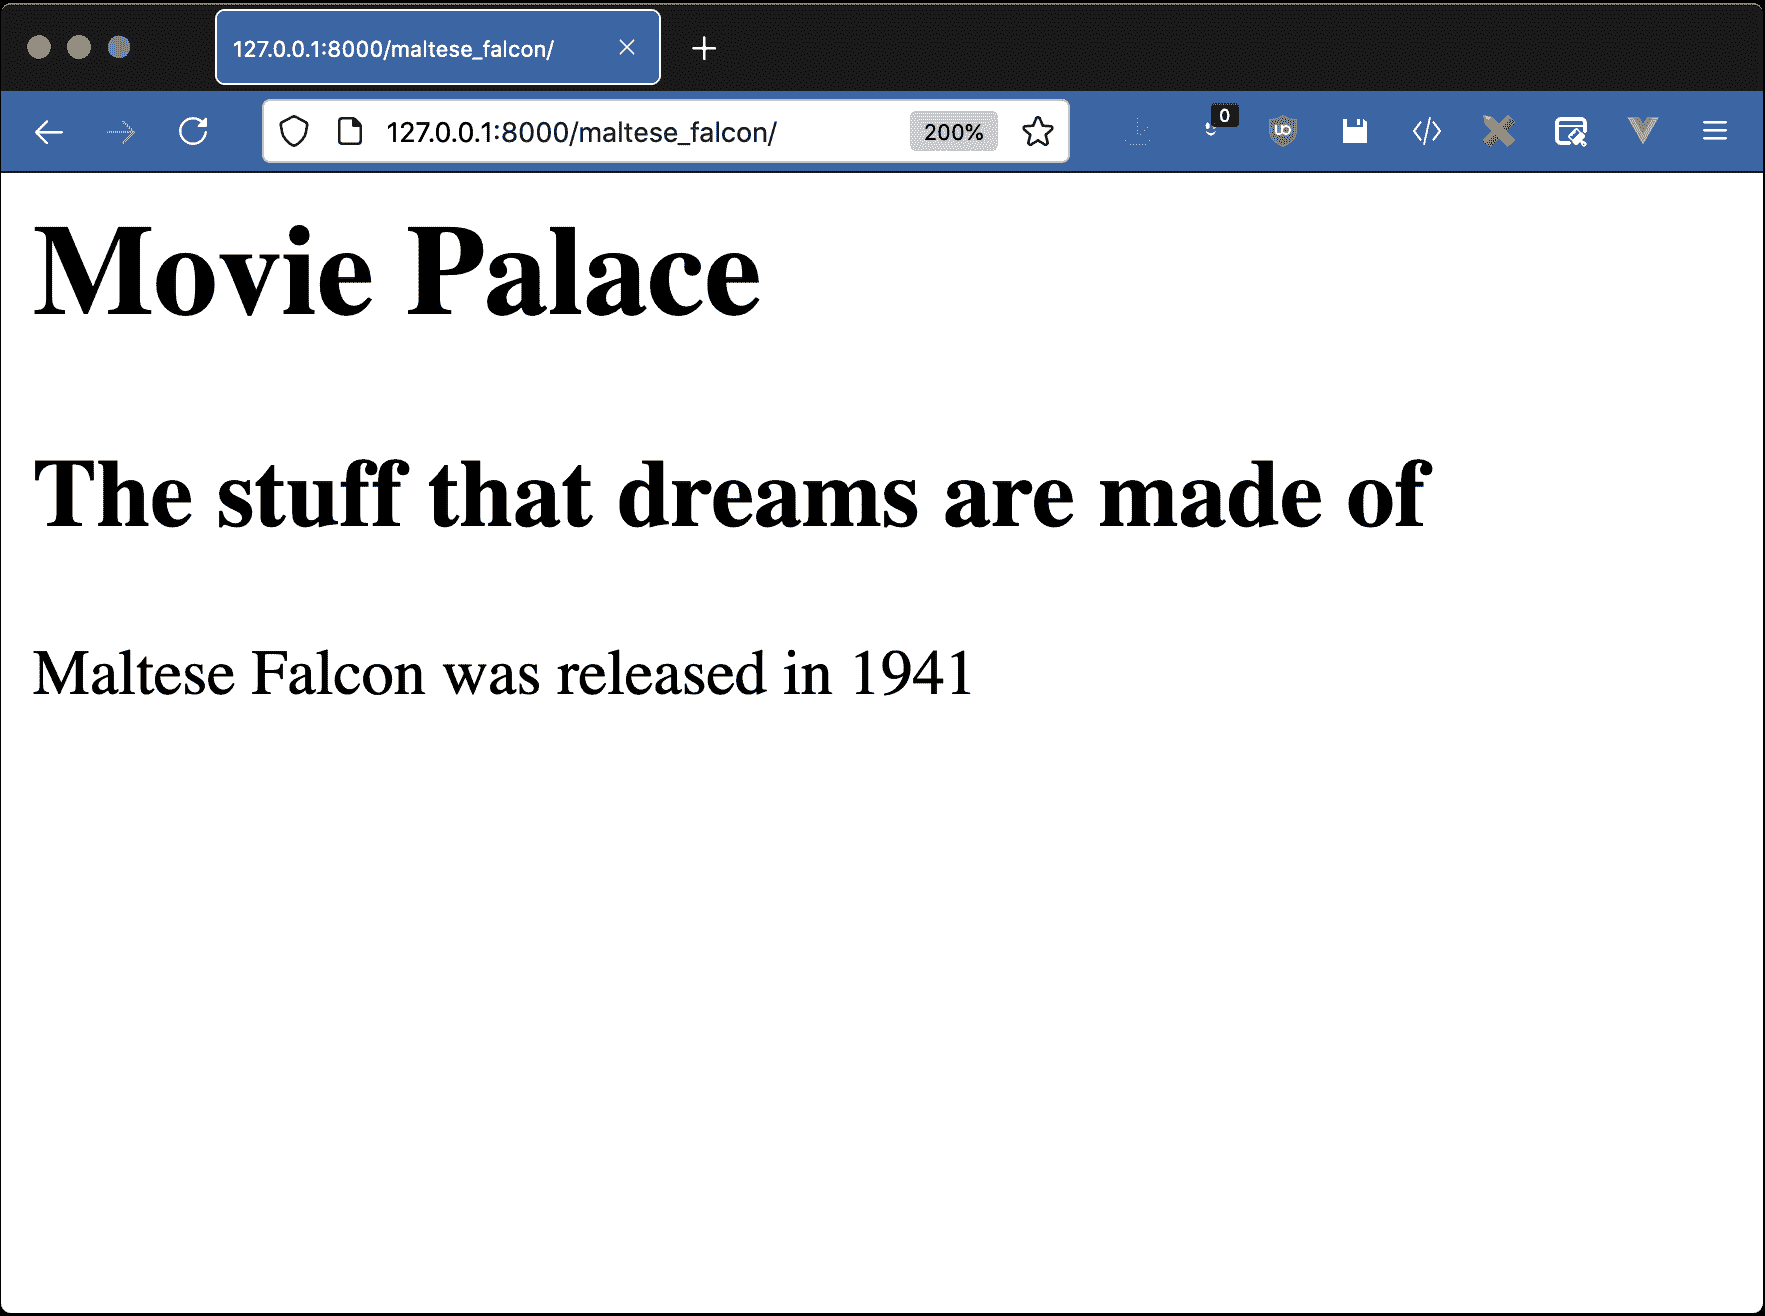 127.0.0.1:8000/maltese_falcon/
127.0.0.1:8000/maltese_falcon/ 200% 0 UO </>
Movie Palace
The stuff that dreams are made of
Maltese Falcon was released in 1941